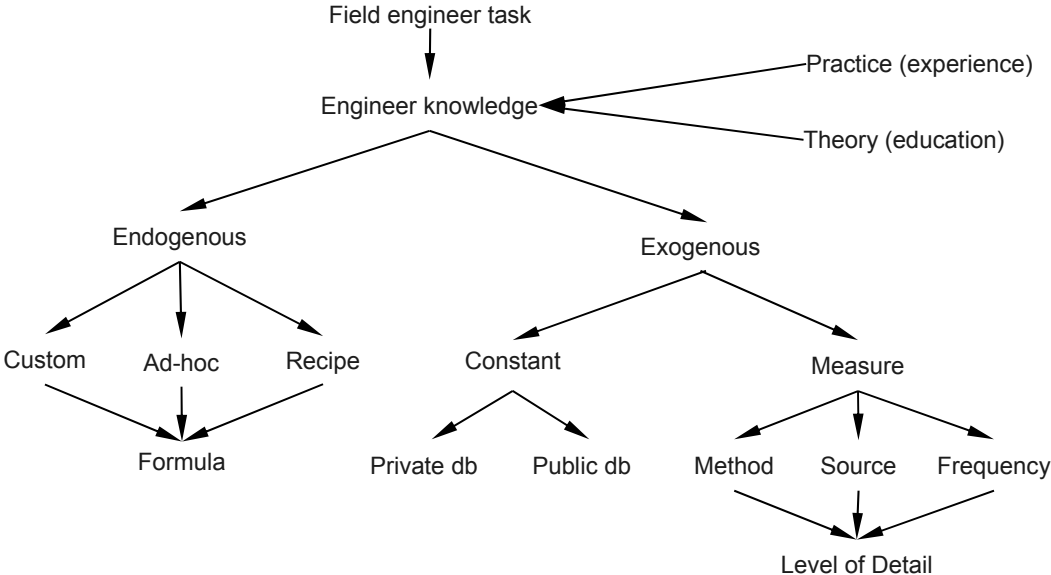 Field engineer task
Practice (experience)
Engineer knowledge
Theory (education)
Endogenous
Exogenous
Custom
Ad-hoc
Recipe
Constant
Measure
Formula
Private db
Public db
Method
Source
Frequency
Level of Detail